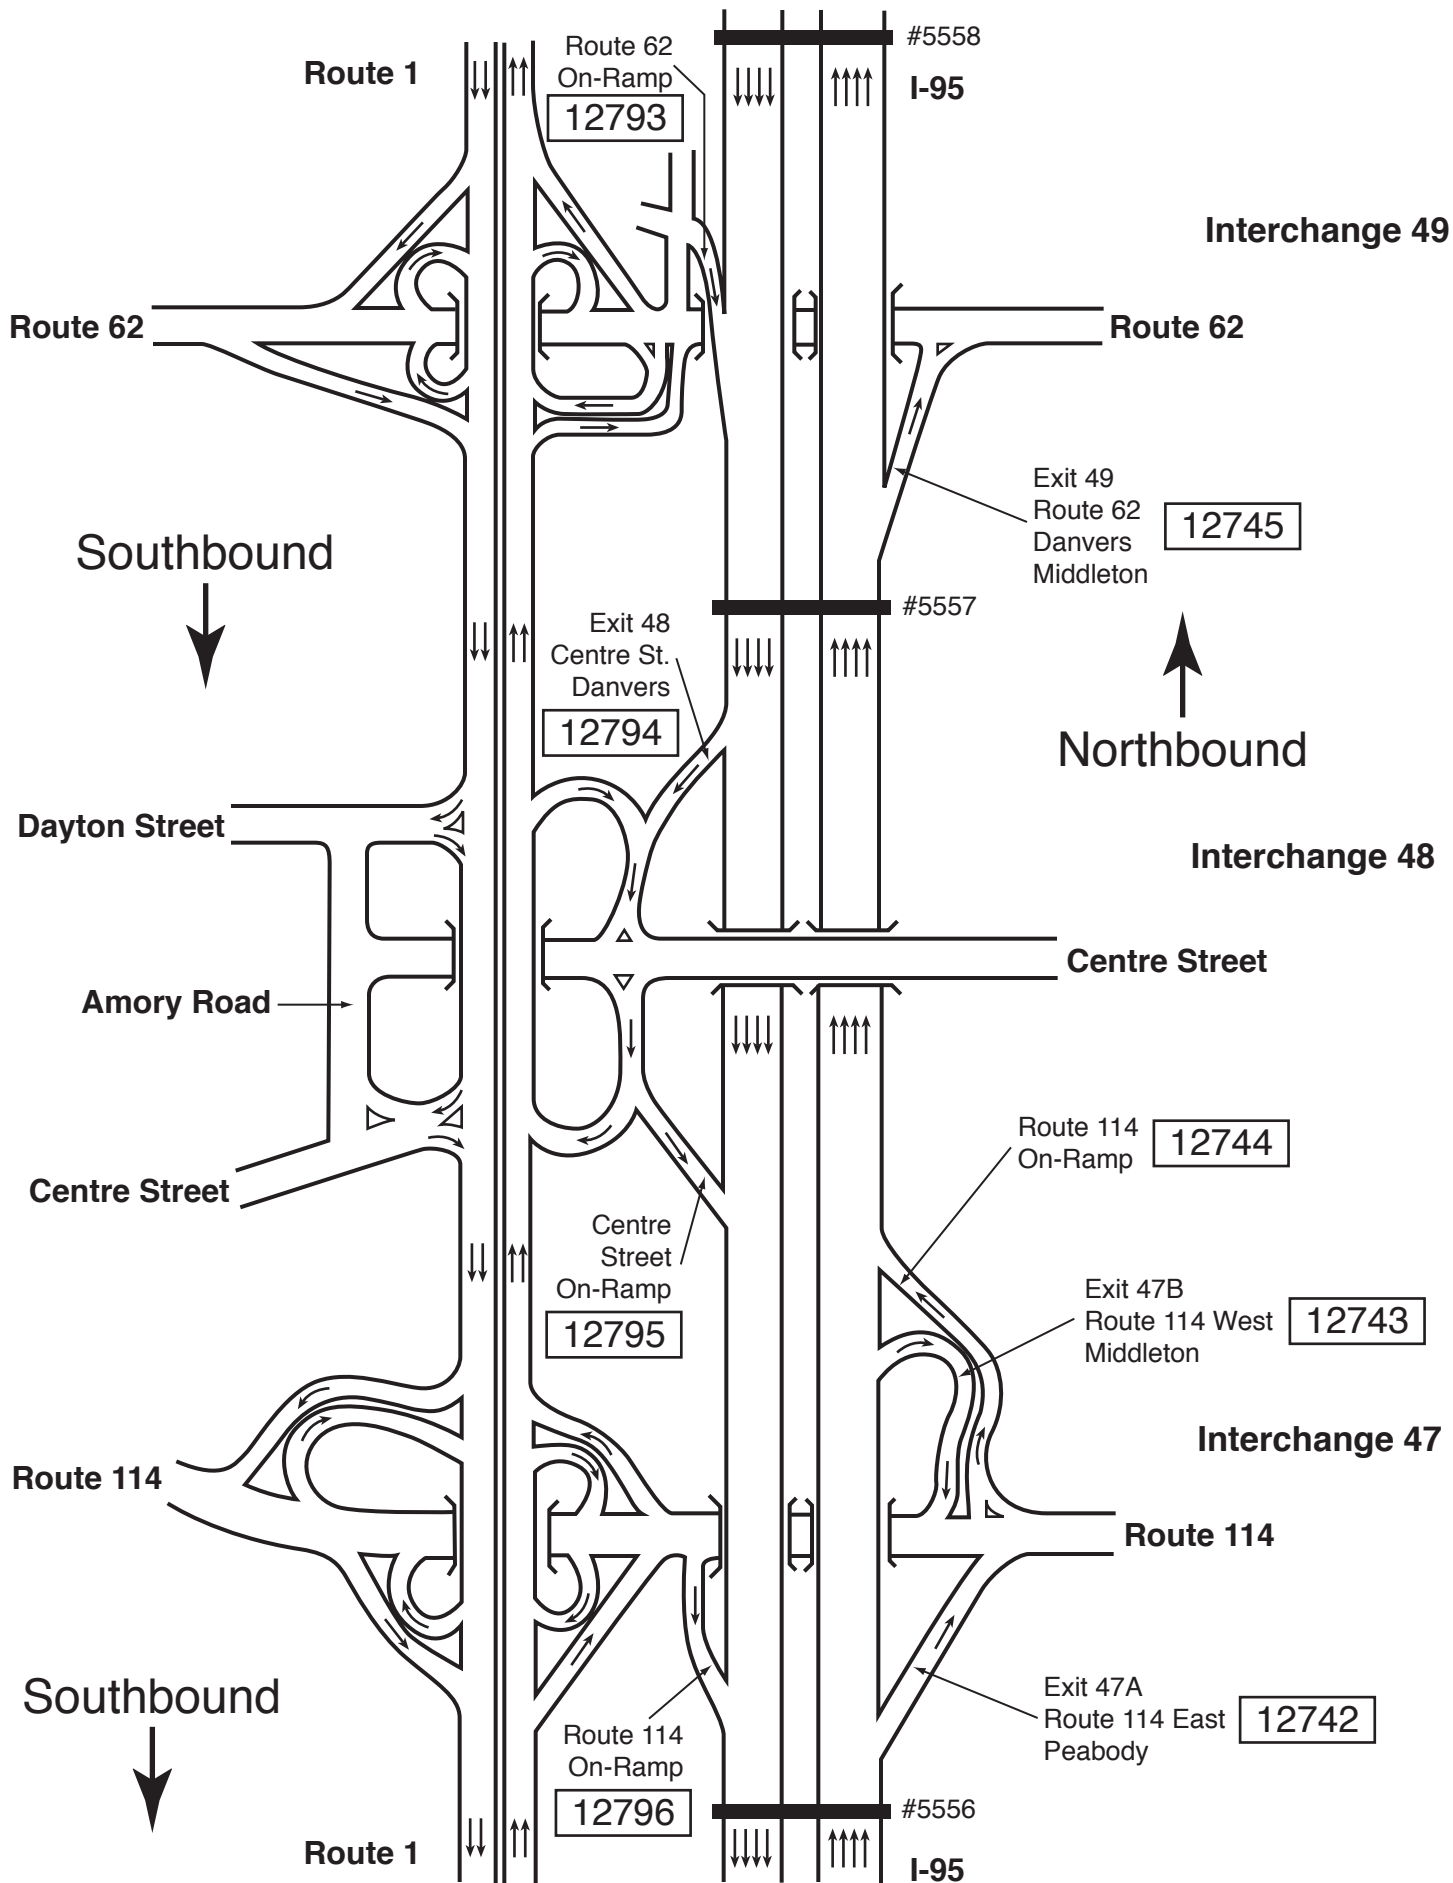 #5558
Route 62
On-Ramp
12793
Route 1
I-95
Interchange 49
Route 62
Route 62
Exit 49
Route 62
Danvers
Middleton
12745
Southbound
#5557
Exit 48
Centre St.
Danvers
12794
Northbound
Dayton Street
Interchange 48
Centre Street
Amory Road
Route 114
On-Ramp
12744
Centre Street
Centre
Street
On-Ramp
12795
Exit 47B
Route 114 West
Middleton
12743
Interchange 47
Route 114
Route 114
Southbound
Exit 47A
Route 114 East
Peabody
12742
Route 114
On-Ramp
12796
#5556
Route 1
I-95